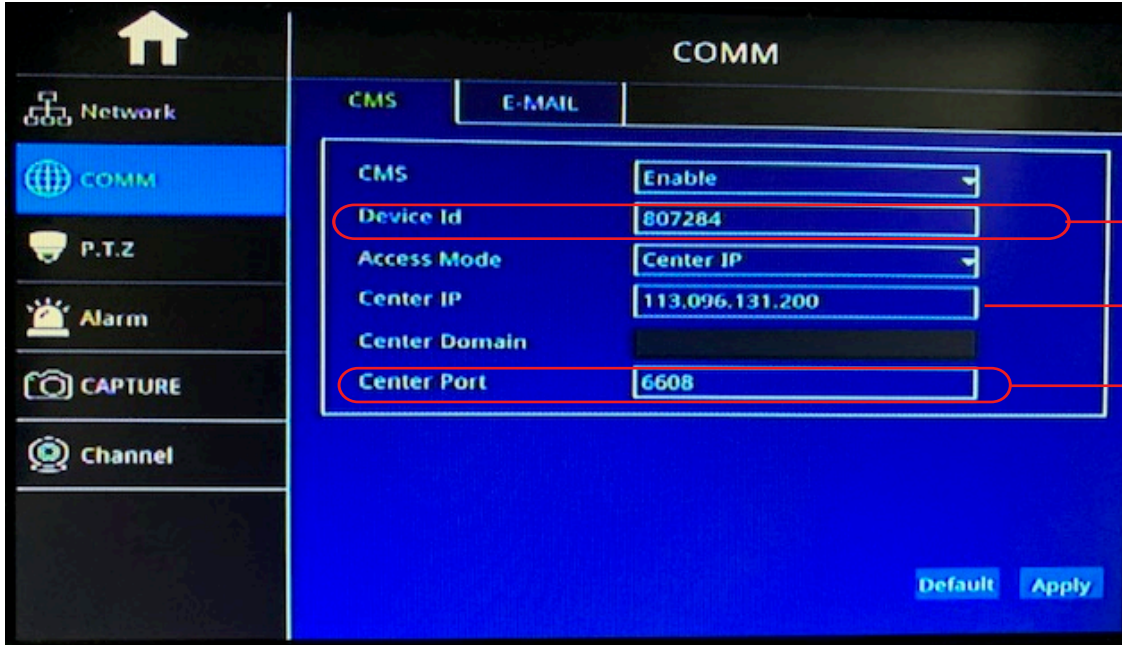 COMM
CMS E-MAIL
Network
COMM
P.T.Z
Alarm
CAPTURE
Channel
CMS Enable
Device Id 807284
Access Mode Center IP
Center IP 113.096.131.200
Center Domain
Center Port 6608
Default Apply